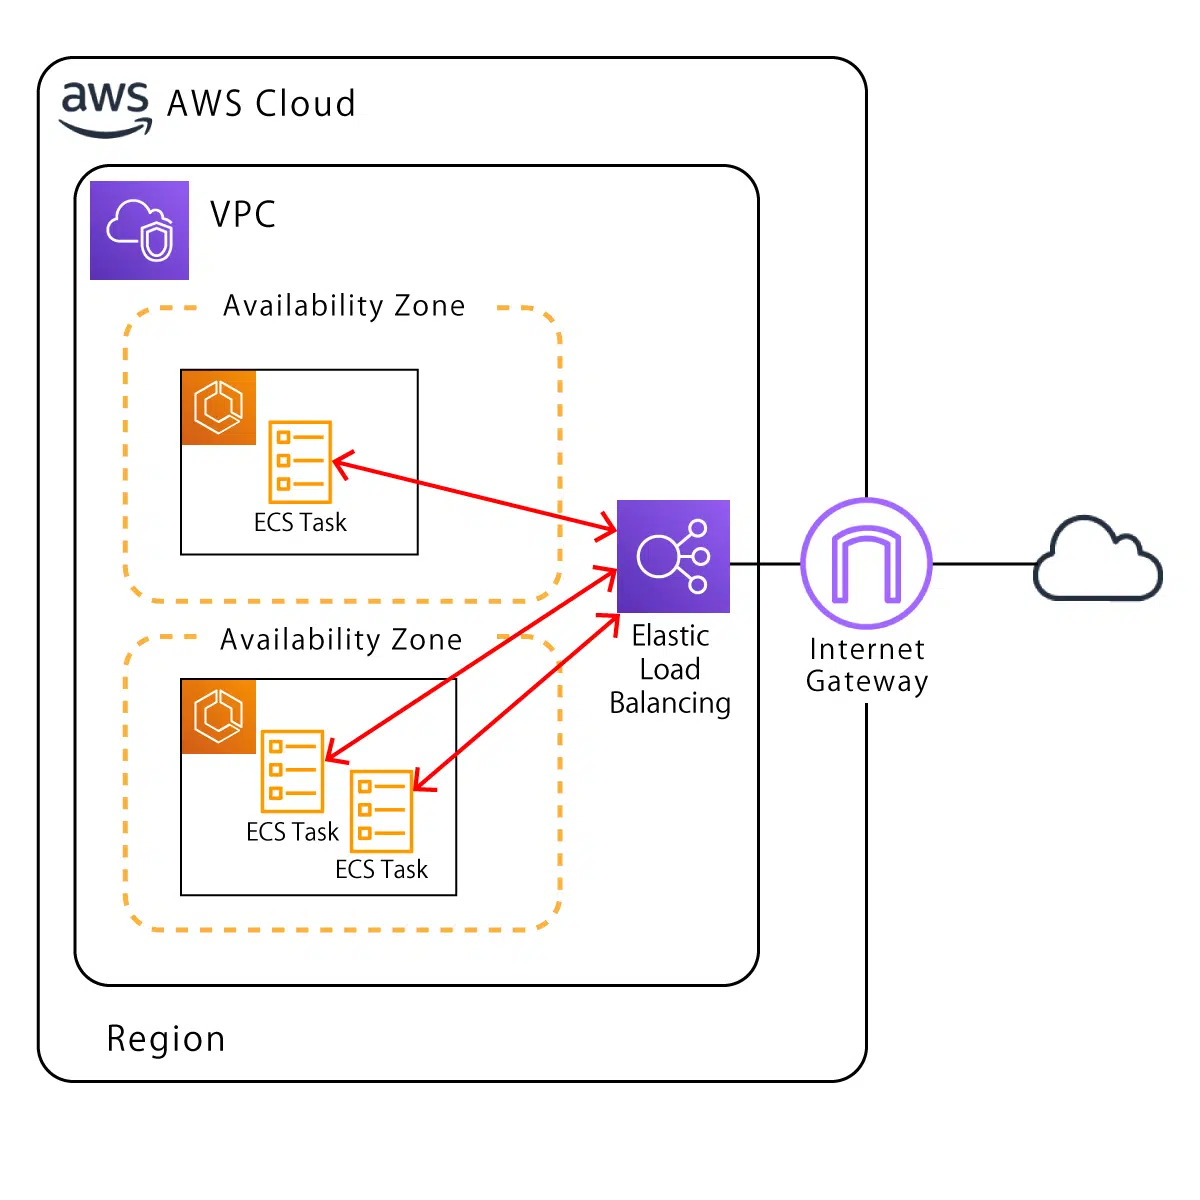 aws AWS Cloud
VPC
Availability Zone
ECS Task
Availability Zone
ECS Task
ECS Task
Elastic
Load
Balancing
Internet
Gateway
Region